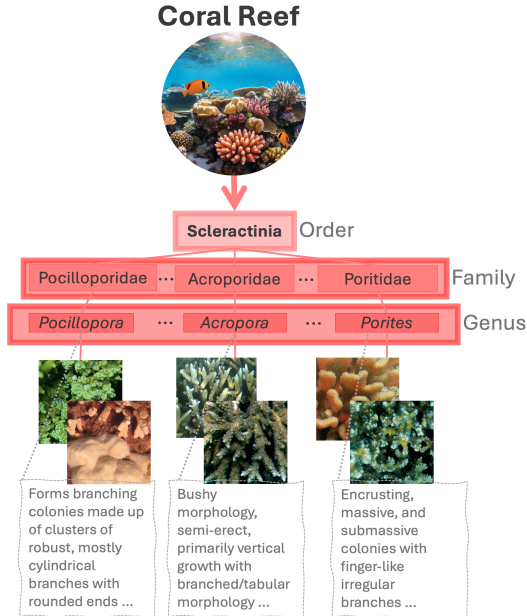 Coral Reef
Scleractinia Order
Pocilloporidae ... Acroporidae ... Poritidae Family
Pocillopora ... Acropora ... Porites Genus
Forms branching
colonies made up
of clusters of
robust, mostly
cylindrical
branches with
rounded ends ...
Bushy
morphology,
semi-erect,
primarily vertical
growth with
branched/tabular
morphology ...
Encrusting,
massive, and
submassive
colonies with
finger-like
irregular
branches ...